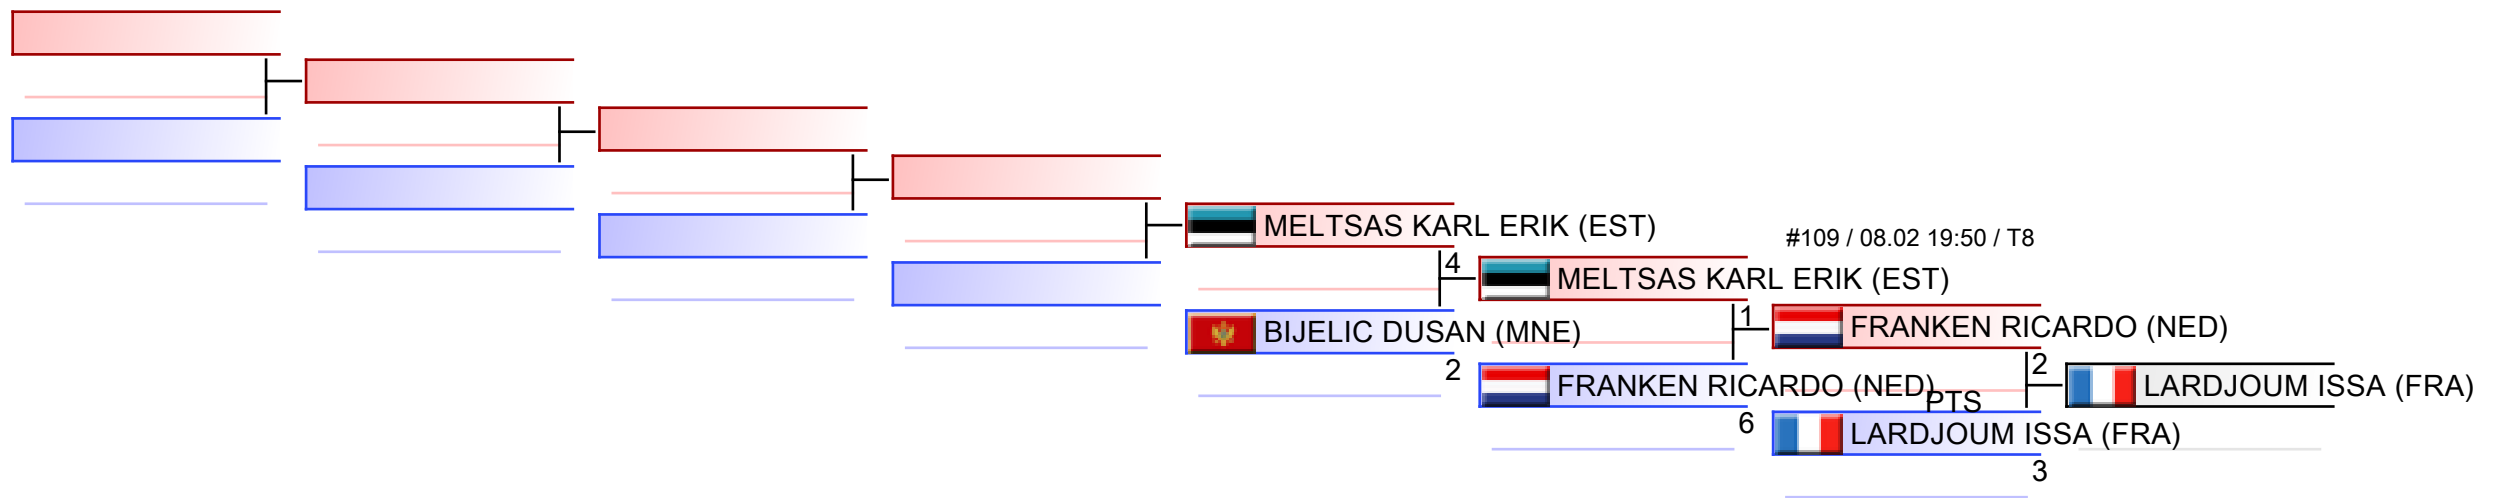 MELTSAS KARL ERIK (EST)
4
BIJELIC DUSAN (MNE)
2
MELTSAS KARL ERIK (EST)
1
FRANKEN RICARDO (NED)
6
#109 / 08.02 19:50 / T8
FRANKEN RICARDO (NED)
2
PTS
LARDJOUM ISSA (FRA)
3
LARDJOUM ISSA (FRA)